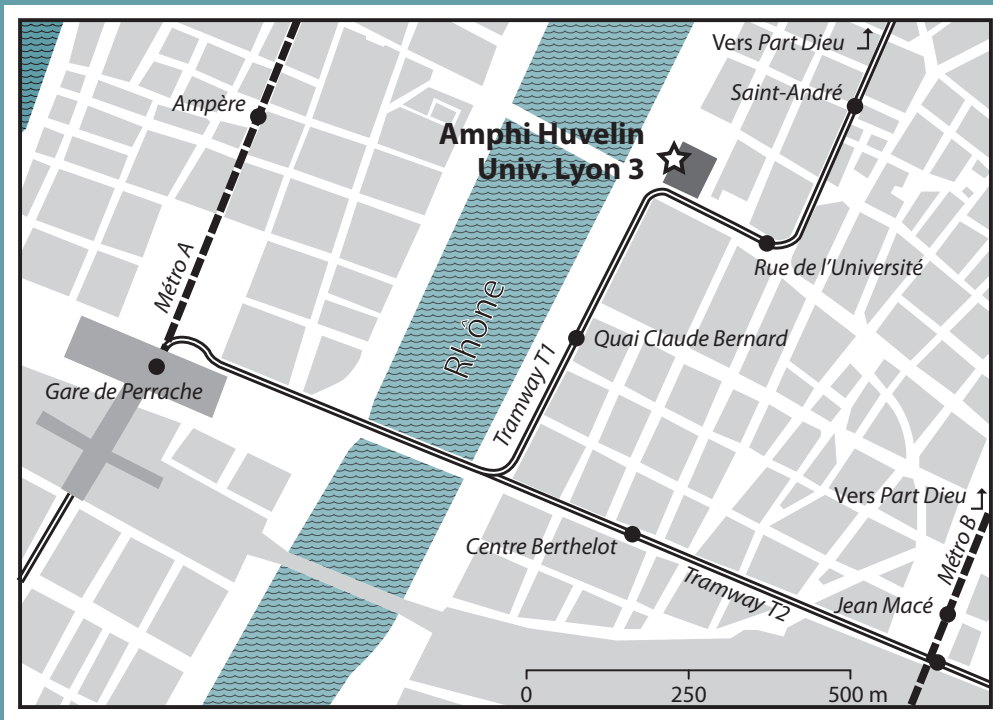 Vers Part Dieu
Saint-André
Ampère
Amphi Huvelin
Univ. Lyon 3
Rue de l'Université
Métro A
Rhône
Quai Claude Bernard
Tramway T1
Gare de Perrache
Vers Part Dieu
Métro B
Centre Berthelot
Tramway T2
Jean Macé
0 250 500 m